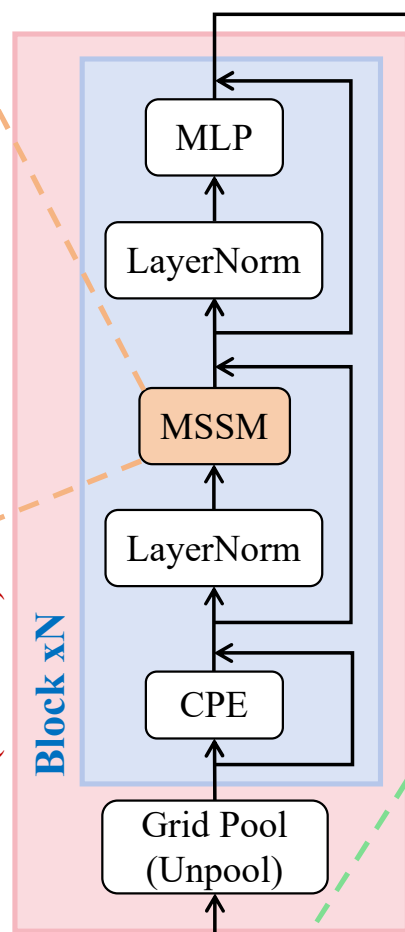 MLP
LayerNorm
MSSM
LayerNorm
CPE
Block xN
Grid Pool
(Unpool)